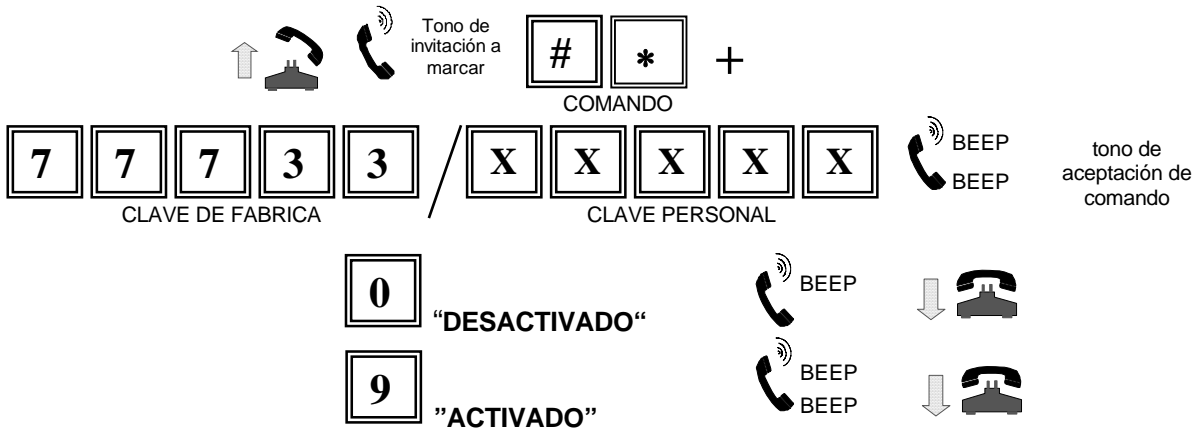 Tono de
invitación a
marcar
# * +
COMANDO
7 7 7 3 3 / X X X X X
BEEP
BEEP
tono de
aceptación de
comando
CLAVE DE FABRICA
CLAVE PERSONAL
0 “DESACTIVADO“
BEEP
9 ”ACTIVADO”
BEEP
BEEP